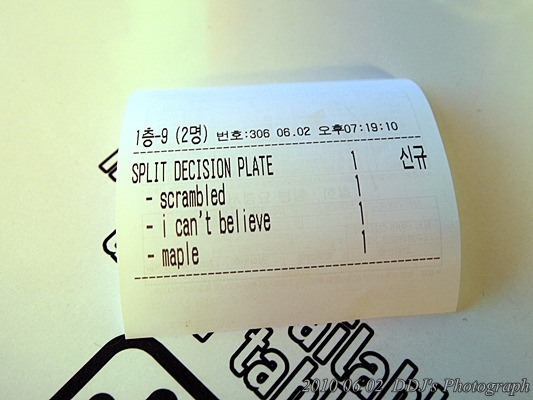 1층-9 (2명) 번호:306 06.02 오후07:19:10
SPLIT DECISION PLATE 1 신규
- scrambled 1
- i can't believe 1
- maple 1
2010 06 02 DDJ's Photograph